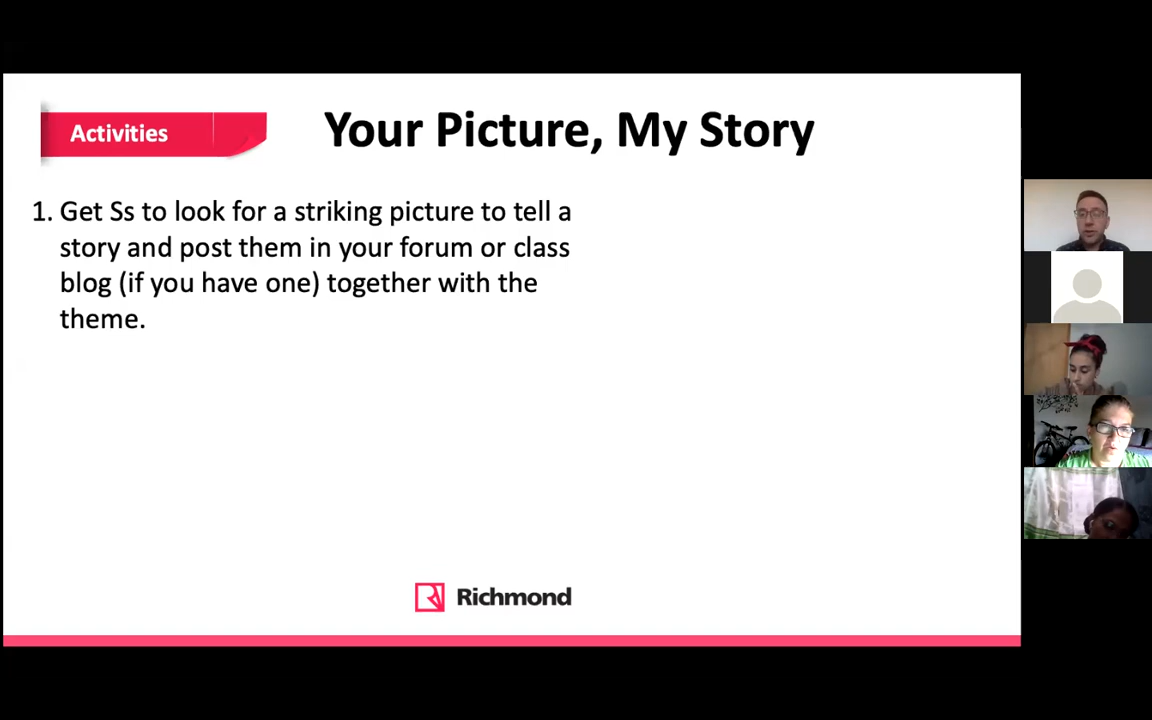 Activities
Your Picture, My Story
1. Get Ss to look for a striking picture to tell a
story and post them in your forum or class
blog (if you have one) together with the
theme.
Richmond